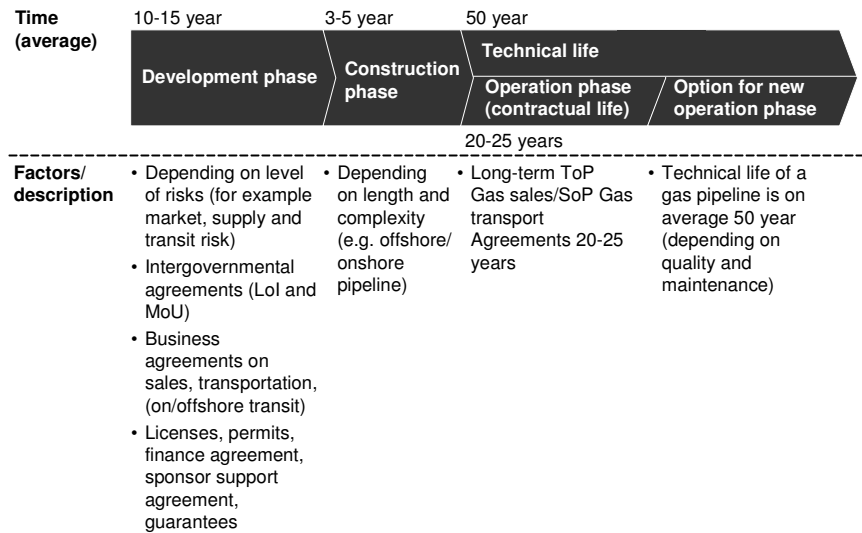 Time
(average)
10-15 year
3-5 year
50 year
Development phase
Construction
phase
Technical life
Operation phase
(contractual life)
Option for new
operation phase
20-25 years
Factors/
description
• Depending on level
of risks (for example
market, supply and
transit risk)
• Intergovernmental
agreements (LoI and
MoU)
• Business
agreements on
sales, transportation,
(on/offshore transit)
• Licenses, permits,
finance agreement,
sponsor support
agreement,
guarantees
• Depending
on length and
complexity
(e.g. offshore/
onshore
pipeline)
• Long-term ToP
Gas sales/SoP Gas
transport
Agreements 20-25
years
• Technical life of a
gas pipeline is on
average 50 year
(depending on
quality and
maintenance)